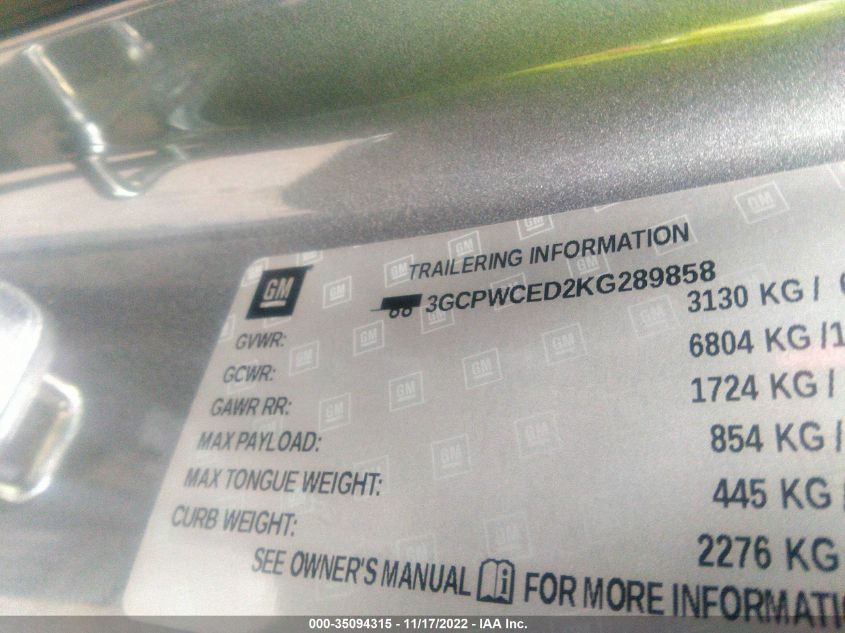 TRAILERING INFORMATION
GM
3GCPWCED2KG289858
GVWR: 3130 KG /
GCWR: 6804 KG /1
GAWR RR: 1724 KG /
MAX PAYLOAD: 854 KG /
MAX TONGUE WEIGHT: 445 KG /
CURB WEIGHT: 2276 KG
SEE OWNER'S MANUAL FOR MORE INFORMATI
000-35094315 - 11/17/2022 - IAA Inc.